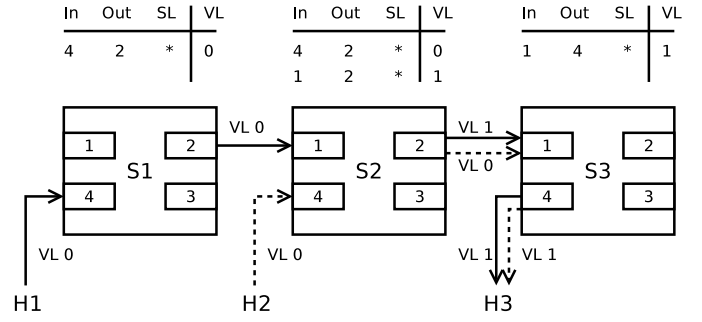 In Out SL VL
4 2 * 0
In Out SL VL
4 2 * 0
1 2 * 1
In Out SL VL
1 4 * 1
1 2
S1
4 3
VL 0
1 2
S2
4 3
VL 1
VL 0
1 2
S3
4 3
VL 0
VL 0
VL 1
VL 1
H1
H2
H3